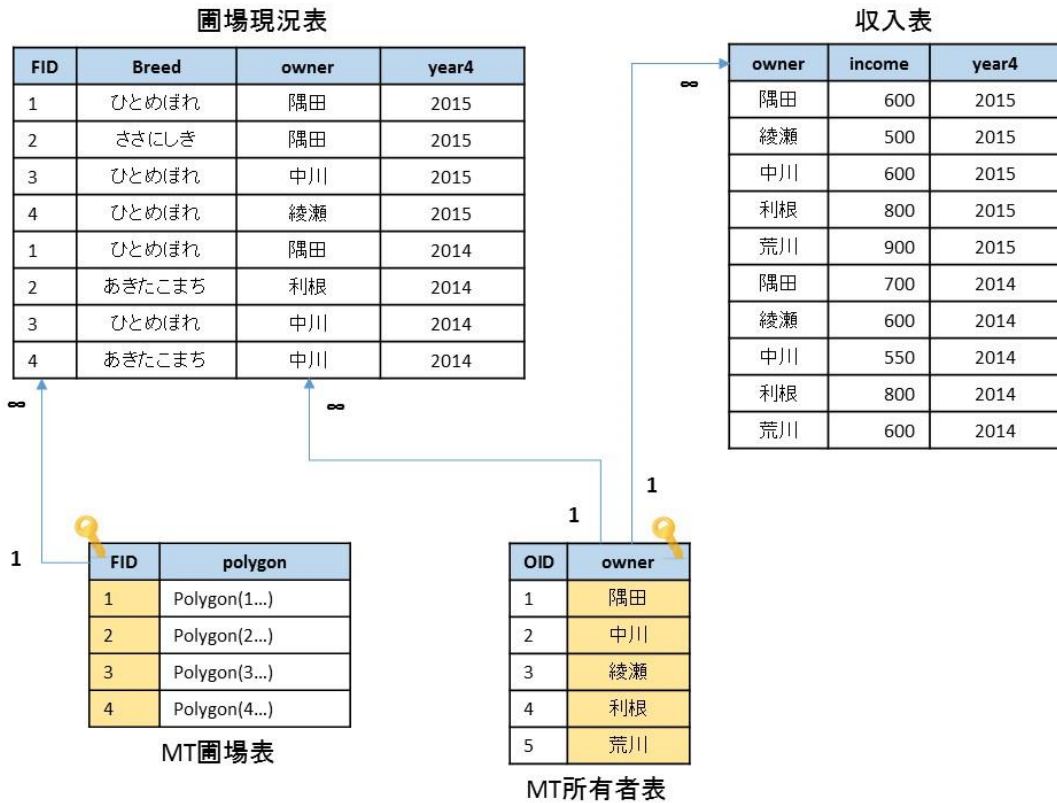 圃場現況表
FID Breed owner year4
1 ひとめぼれ 隅田 2015
2 ささにしき 隅田 2015
3 ひとめぼれ 中川 2015
4 ひとめぼれ 綾瀬 2015
1 ひとめぼれ 隅田 2014
2 あきたこまち 利根 2014
3 ひとめぼれ 中川 2014
4 あきたこまち 中川 2014
収入表
owner income year4
隅田 600 2015
綾瀬 500 2015
中川 600 2015
利根 800 2015
荒川 900 2015
隅田 700 2014
綾瀬 600 2014
中川 550 2014
利根 800 2014
荒川 600 2014
∞
∞
∞
1
1
1
FID polygon
1 Polygon(1...)
2 Polygon(2...)
3 Polygon(3...)
4 Polygon(4...)
MT圃場表
OID owner
1 隅田
2 中川
3 綾瀬
4 利根
5 荒川
MT所有者表